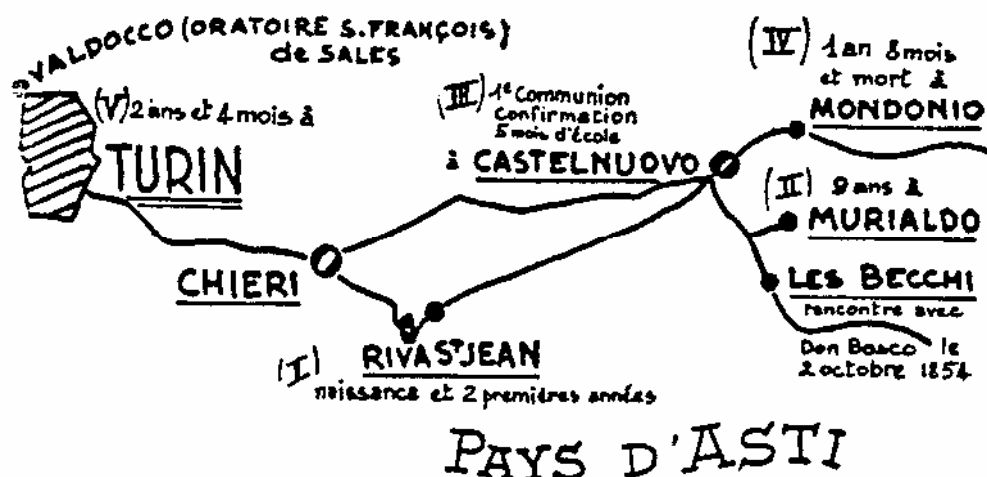 VALDOCCO (ORATOIRE S. FRANÇOIS)
de SALES
(V) 2 ans et 4 mois à
TURIN
(III) 1e Communion
Confirmation
5 mois d'école
à CASTELNUOVO
(IV) 1 an 8 mois
et mort à
MONDONIO
(II) 9 ans à
MURIALDO
LES BECCHI
rencontre avec
Don Bosco le
2 octobre 1854
CHIERI
RIVA ST JEAN
(I) naissance et 2 premières années
PAYS D'ASTI